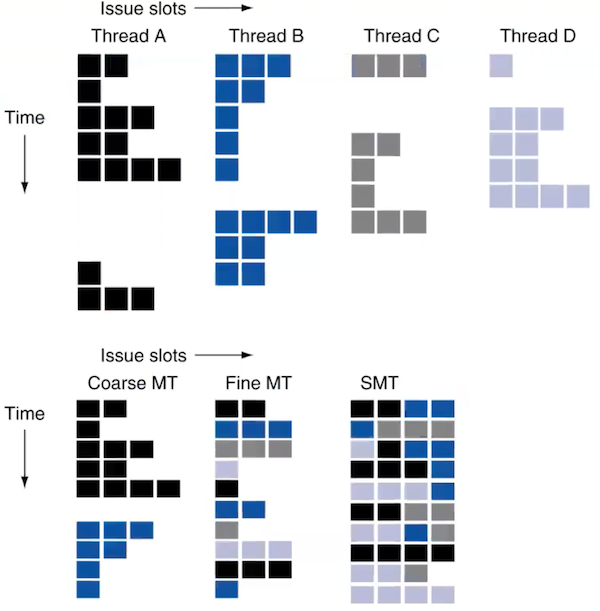 Issue slots
Thread A Thread B Thread C Thread D
Time
Issue slots
Coarse MT Fine MT SMT
Time